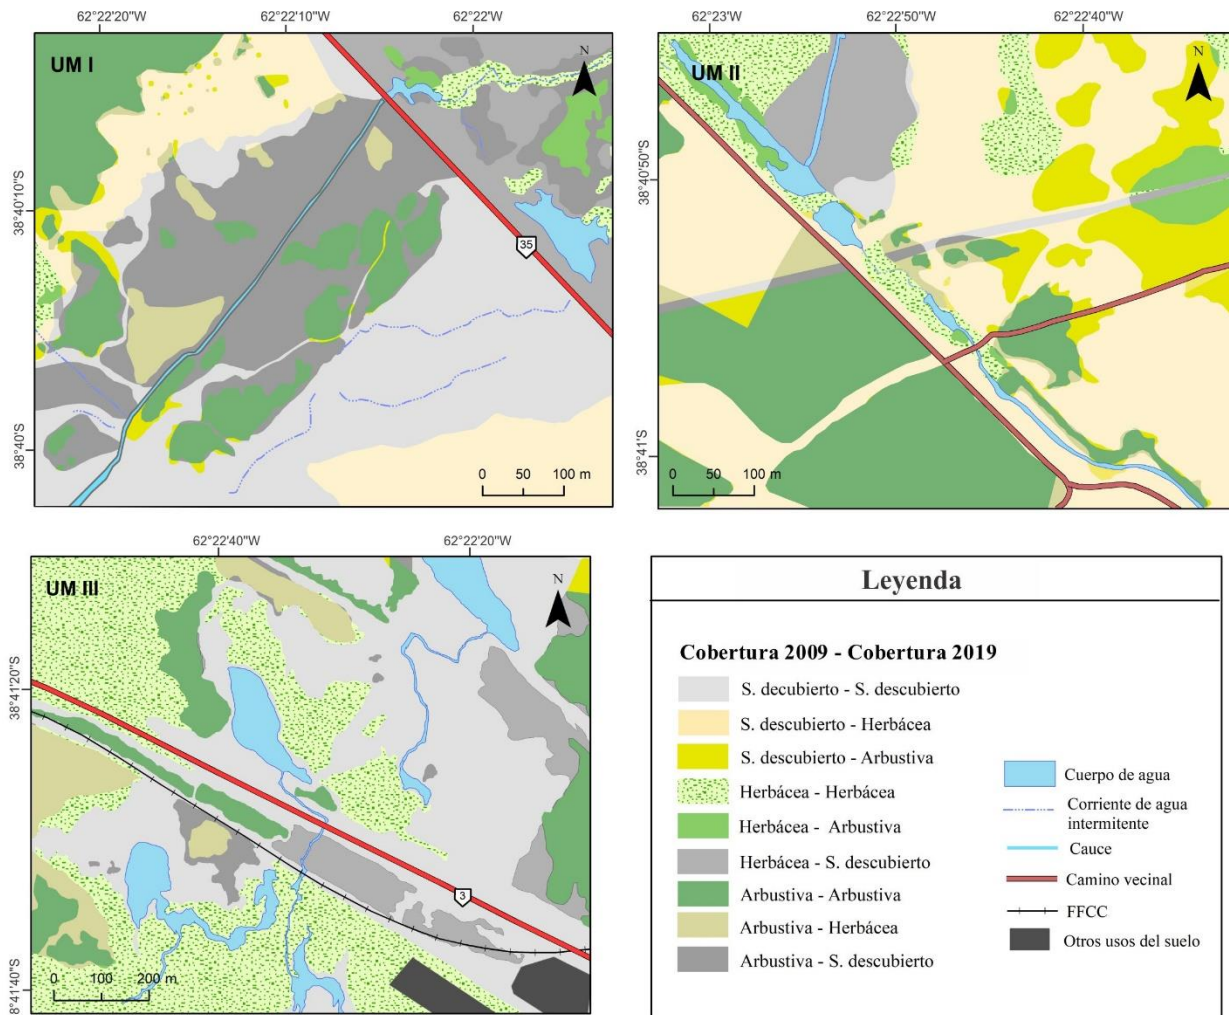 62°22'20"W 62°22'10"W 62°22'W
62°23'W 62°22'50"W 62°22'40"W
UM I
N
38°40'10"S
35
38°40'S
0 50 100 m
UM II
N
38°40'50"S
38°41'S
0 50 100 m
62°22'40"W 62°22'20"W
UM III
N
38°41'20"S
3
8°41'40"S
0 100 200 m
Leyenda
Cobertura 2009 - Cobertura 2019
S. decubierto - S. descubierto
S. descubierto - Herbácea
S. descubierto - Arbustiva
Herbácea - Herbácea
Herbácea - Arbustiva
Herbácea - S. descubierto
Arbustiva - Arbustiva
Arbustiva - Herbácea
Arbustiva - S. descubierto
Cuerpo de agua
Corriente de agua
intermitente
Cauce
Camino vecinal
FFCC
Otros usos del suelo